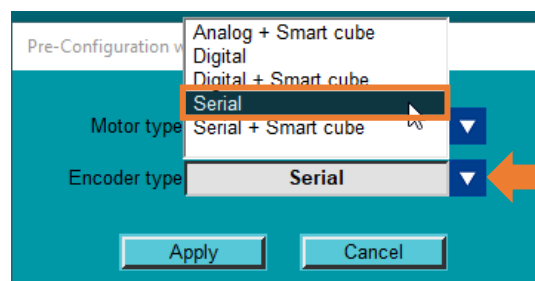 Pre-Configuration w
Analog + Smart cube
Digital
Digital + Smart cube
Serial
Motor type
Serial + Smart cube
Encoder type
Serial
Apply
Cancel